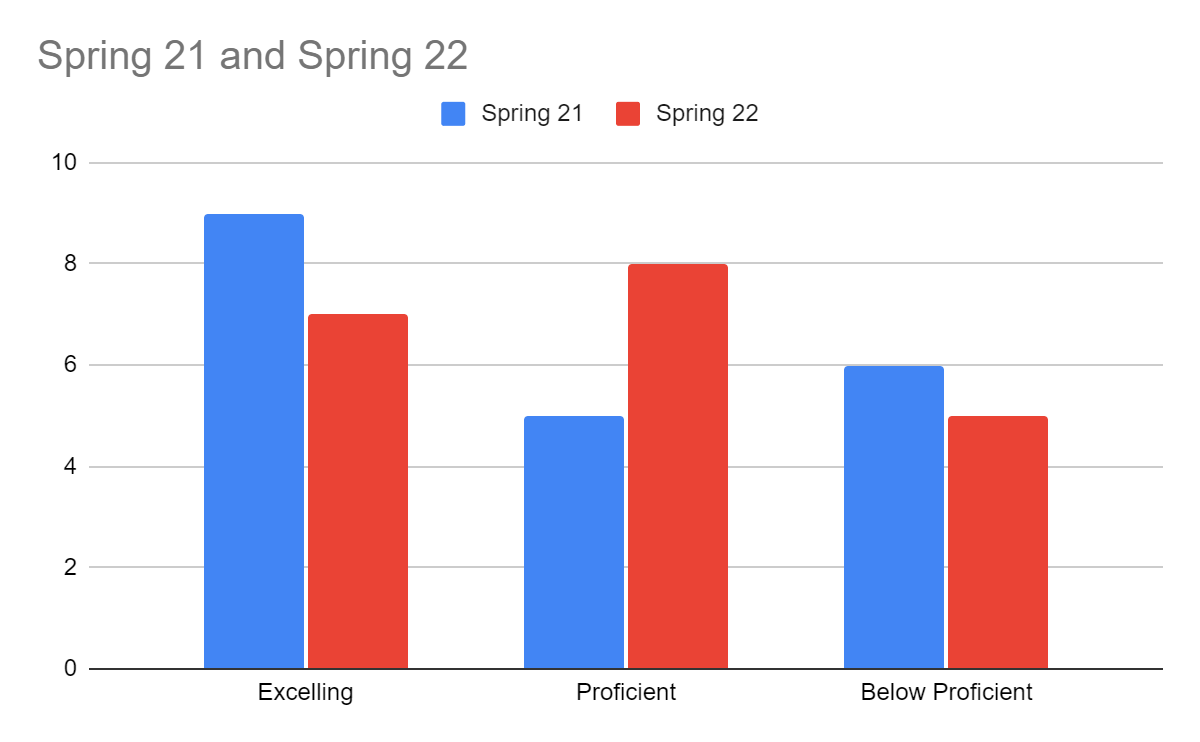 Spring 21 and Spring 22
Spring 21 Spring 22
10
8
6
4
2
0
Excelling Proficient Below Proficient